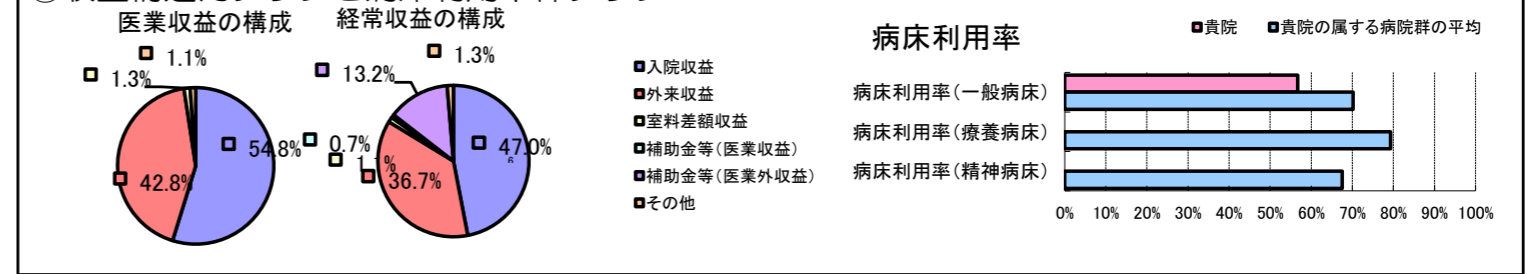 医業収益の構成
経常収益の構成
1.1%
1.3%
54.8%
42.8%
1.3%
13.2%
0.7%
47.0%
36.7%
入院収益
外来収益
室料差額収益
補助金等(医業収益)
補助金等(医業外収益)
その他
病床利用率
貴院
貴院の属する病院群の平均
病床利用率(一般病床)
病床利用率(療養病床)
病床利用率(精神病床)
0% 10% 20% 30% 40% 50% 60% 70% 80% 90% 100%